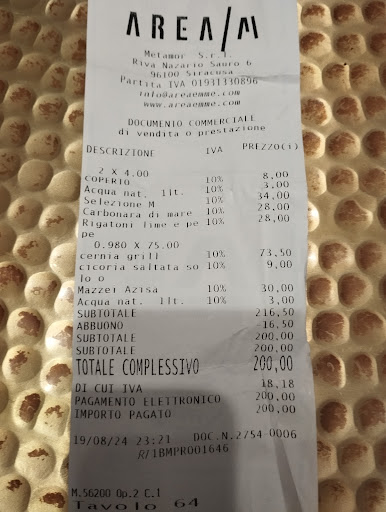 AREA/M
Metamor S.r.l.
Riva Nazario Sauro 6
96100 Siracusa
Partita IVA 01931330896
info@areaemme.com
www.areaemme.com
DOCUMENTO COMMERCIALE
di vendita o prestazione
DESCRIZIONE IVA PREZZO(€)
2 X 4.00
COPERTO 10% 8,00
Acqua nat. 1lt. 10% 3,00
Selezione M 10% 34,00
Carbonara di mare 10% 28,00
Rigatoni lime e pe 10% 28,00
pe
0.980 X 75.00
cernia grill 10% 73,50
cicoria saltata so 10% 9,00
lo o
Mazzei Azisa 10% 30,00
Acqua nat. 1lt. 10% 3,00
SUBTOTALE 216,50
ABBUONO -16,50
SUBTOTALE 200,00
SUBTOTALE 200,00
TOTALE COMPLESSIVO 200,00
DI CUI IVA 18,18
PAGAMENTO ELETTRONICO 200,00
IMPORTO PAGATO 200,00
19/08/24 23:21 DOC.N.2754-0006
R/1BMPR001646
M.56200 Op.2 C.1
Tavolo 64